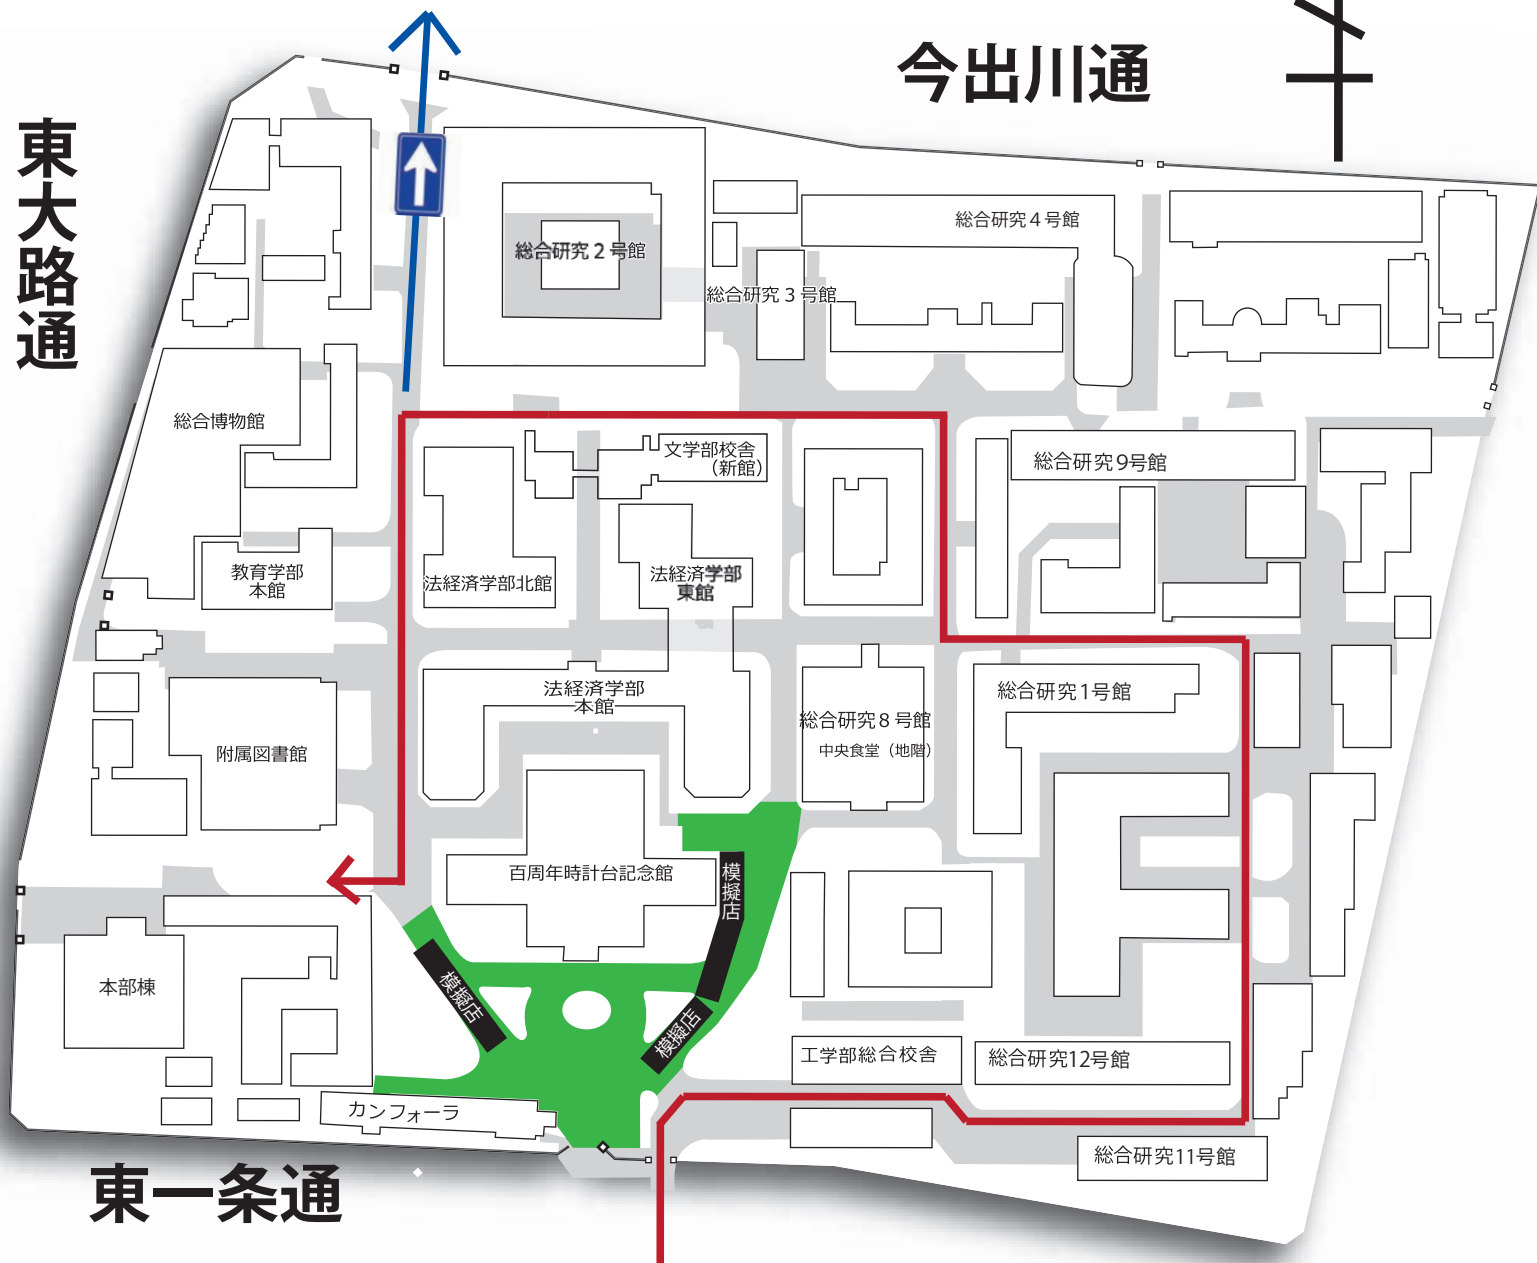 今出川通
東大路通
総合研究４号館
総合研究２号館
総合研究３号館
総合博物館
文学部校舎
（新館）
総合研究9号館
教育学部
本館
法経済学部北館
法経済学部
東館
法経済学部
本館
総合研究1号館
総合研究８号館
中央食堂（地階）
附属図書館
百周年時計台記念館
模擬店
模擬店
模擬店
本部棟
工学部総合校舎
総合研究12号館
カンフォーラ
総合研究11号館
東一条通